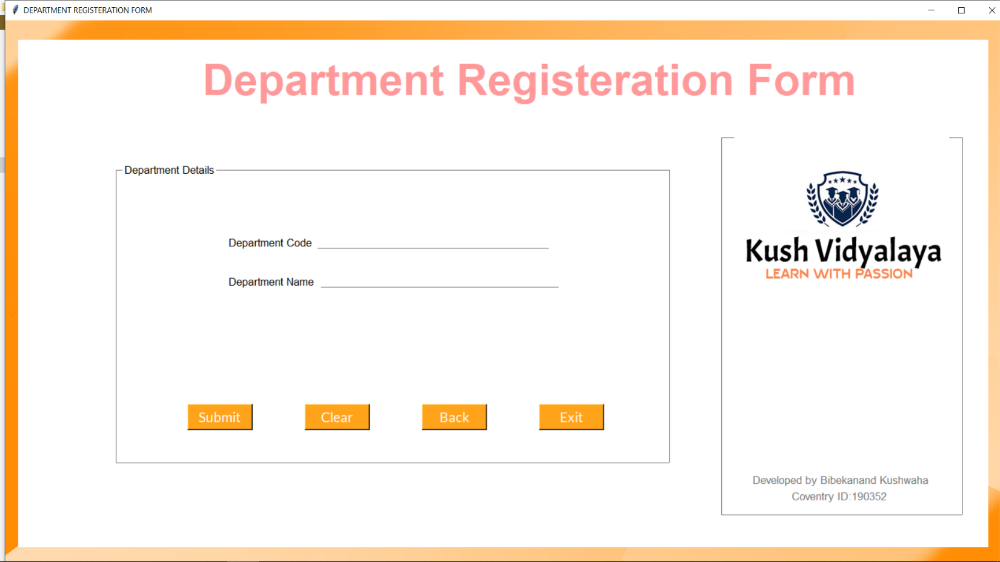 DEPARTMENT REGISTERATION FORM
Department Registeration Form
Department Details
Department Code
Department Name
Submit
Clear
Back
Exit
Kush Vidyalaya
LEARN WITH PASSION
Developed by Bibekanand Kushwaha
Coventry ID:190352